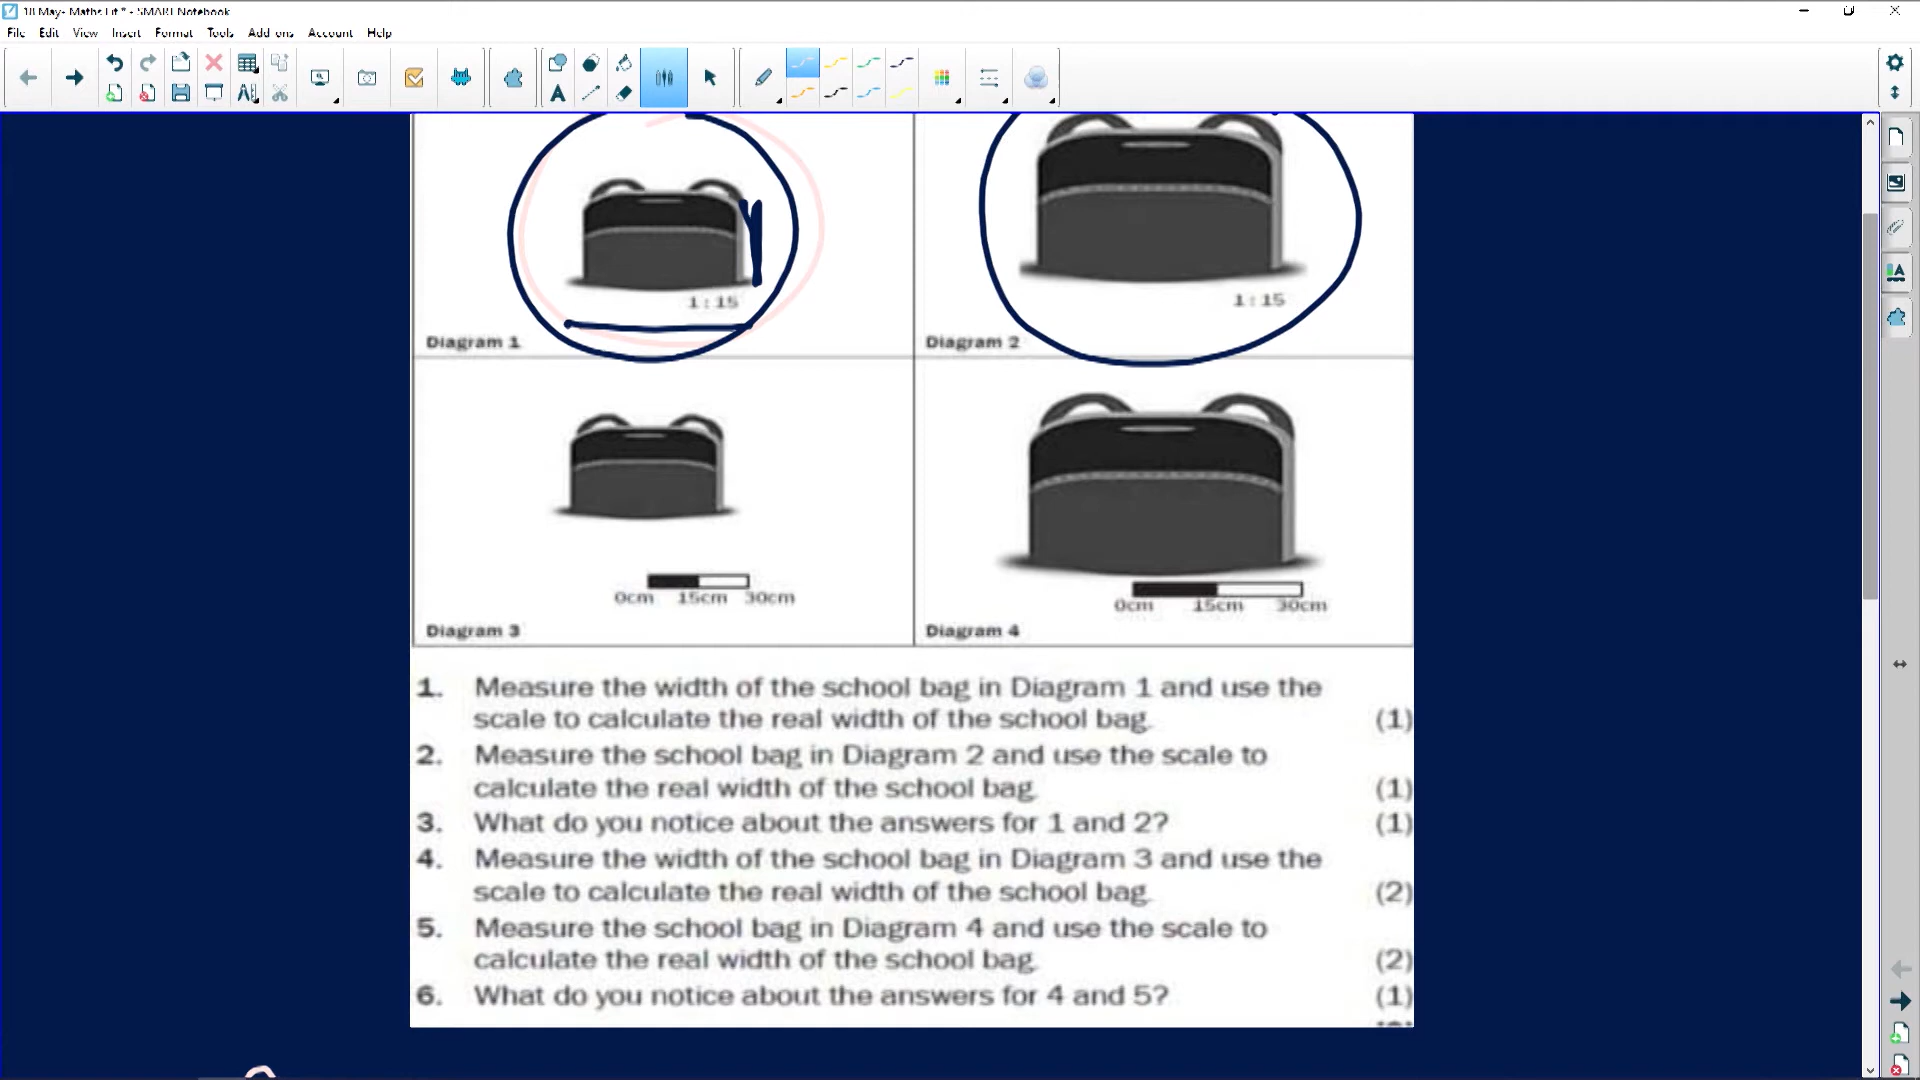 18 May- Maths Lit * - SMART Notebook
File Edit View Insert Format Tools Add-ons Account Help
1 : 15
1 : 15
Diagram 1
Diagram 2
0cm 15cm 30cm
0cm 15cm 30cm
Diagram 3
Diagram 4
1. Measure the width of the school bag in Diagram 1 and use the
scale to calculate the real width of the school bag. (1)
2. Measure the school bag in Diagram 2 and use the scale to
calculate the real width of the school bag. (1)
3. What do you notice about the answers for 1 and 2? (1)
4. Measure the width of the school bag in Diagram 3 and use the
scale to calculate the real width of the school bag. (2)
5. Measure the school bag in Diagram 4 and use the scale to
calculate the real width of the school bag. (2)
6. What do you notice about the answers for 4 and 5? (1)